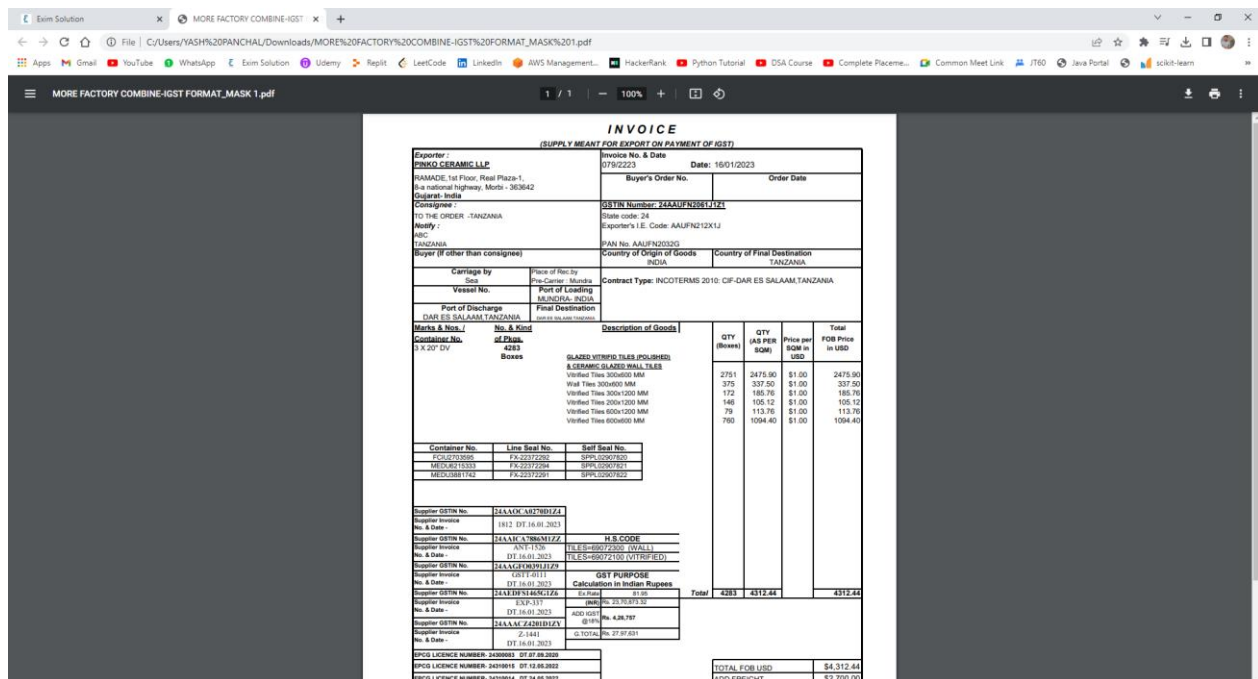 Exim Solution
MORE FACTORY COMBINE-IGST
File | C:/Users/YASH%20PANCHAL/Downloads/MORE%20FACTORY%20COMBINE-IGST%20FORMAT_MASK%201.pdf
Apps Gmail YouTube WhatsApp Exim Solution Udemy Replit LeetCode LinkedIn AWS Management... HackerRank Python Tutorial DSA Course Complete Placeme... Common Meet Link JT60 Java Portal scikit-learn
MORE FACTORY COMBINE-IGST FORMAT_MASK 1.pdf 1 / 1 100%
INVOICE
(SUPPLY MEANT FOR EXPORT ON PAYMENT OF IGST)
Exporter : Invoice No. & Date
PINKO CERAMIC LLP 079/2223 Date: 16/01/2023
RAMADE,1st Floor, Real Plaza-1, Buyer's Order No. Order Date
8-a national highway, Morbi - 363642
Gujarat- India
Consignee : GSTIN Number: 24AAUFN2061J1Z1
TO THE ORDER -TANZANIA State code: 24
Notify : Exporter's I.E. Code: AAUFN212X1J
ABC
TANZANIA PAN No. AAUFN2032G
Buyer (If other than consignee) Country of Origin of Goods Country of Final Destination
INDIA TANZANIA
Carriage by Place of Rec.by
Sea Pre-Carrier : Mundra Contract Type: INCOTERMS 2010: CIF-DAR ES SALAAM,TANZANIA
Vessel No. Port of Loading
MUNDRA- INDIA
Port of Discharge Final Destination
DAR ES SALAAM,TANZANIA DAR ES SALAAM,TANZANIA
Marks & Nos. / No. & Kind Description of Goods QTY (Boxes) QTY (AS PER SQM) Price per SQM in USD Total FOB Price in USD
Container No. of Pkgs.
3 X 20" DV 4283
Boxes GLAZED VITRIFID TILES (POLISHED)
& CERAMIC GLAZED WALL TILES
Vitrified Tiles 300x600 MM 2751 2475.90 $1.00 2475.90
Wall Tiles 300x600 MM 375 337.50 $1.00 337.50
Vitrified Tiles 300x1200 MM 172 185.76 $1.00 185.76
Vitrified Tiles 200x1200 MM 146 105.12 $1.00 105.12
Vitrified Tiles 600x1200 MM 79 113.76 $1.00 113.76
Vitrified Tiles 600x600 MM 760 1094.40 $1.00 1094.40
Container No. Line Seal No. Self Seal No.
FCIU2703595 FX-22372292 SPPL02907820
MEDU6215333 FX-22372294 SPPL02907821
MEDU3881742 FX-22372291 SPPL02907822
Supplier GSTIN No. 24AAOCA0270D1Z4
Supplier Invoice No. & Date - 1812 DT.16.01.2023
Supplier GSTIN No. 24AAICA7886M1ZZ H.S.CODE
Supplier Invoice ANT-1526 TILES=69072300 (WALL)
No. & Date - DT.16.01.2023 TILES=69072100 (VITRIFIED)
Supplier GSTIN No. 24AAGFO0391J1Z9
Supplier Invoice GSTT-0111 GST PURPOSE
No. & Date - DT.16.01.2023 Calculation in Indian Rupees
Supplier GSTIN No. 24AEDFS1465G1Z6 Ex.Rate 81.95 Total 4283 4312.44 4312.44
Supplier Invoice EXP-337 (INR) Rs.
No. & Date - DT.16.01.2023 ADD IGST @18% Rs. 4,26,757
Supplier GSTIN No. 24AAACZ4201D1ZY
Supplier Invoice Z-1441 G.TOTAL Rs. 27,97,631
No. & Date - DT.16.01.2023
EPCG LICENCE NUMBER- 24300083 DT.07.09.2020
EPCG LICENCE NUMBER- 24310015 DT.12.05.2022 TOTAL FOB USD $4,312.44
EPCG LICENCE NUMBER- 24310014 DT.24.05.2022 ADD FREIGHT $2,700.00